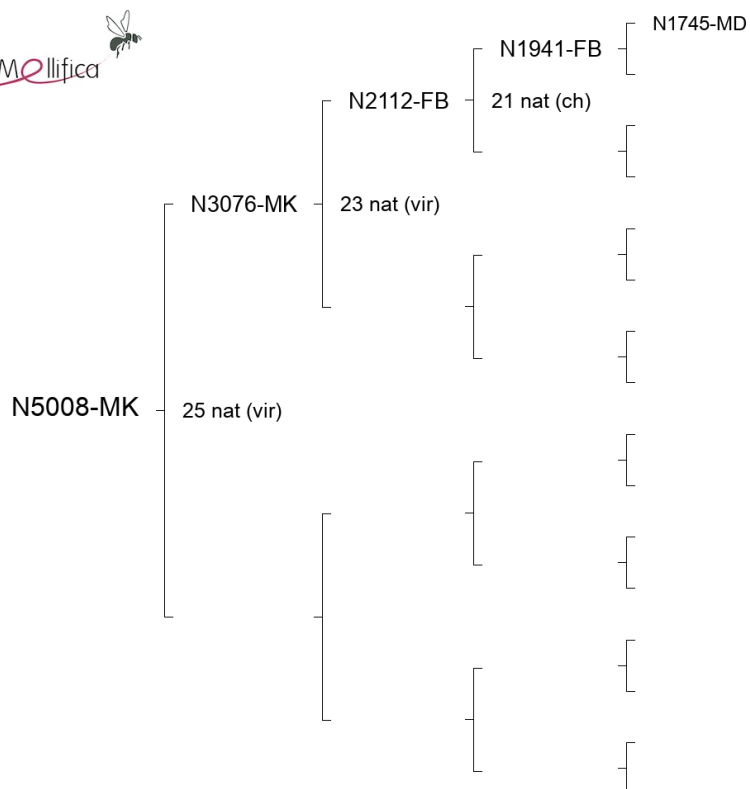 Mellifica
N1745-MD
N1941-FB
N2112-FB
21 nat (ch)
N3076-MK
23 nat (vir)
N5008-MK
25 nat (vir)